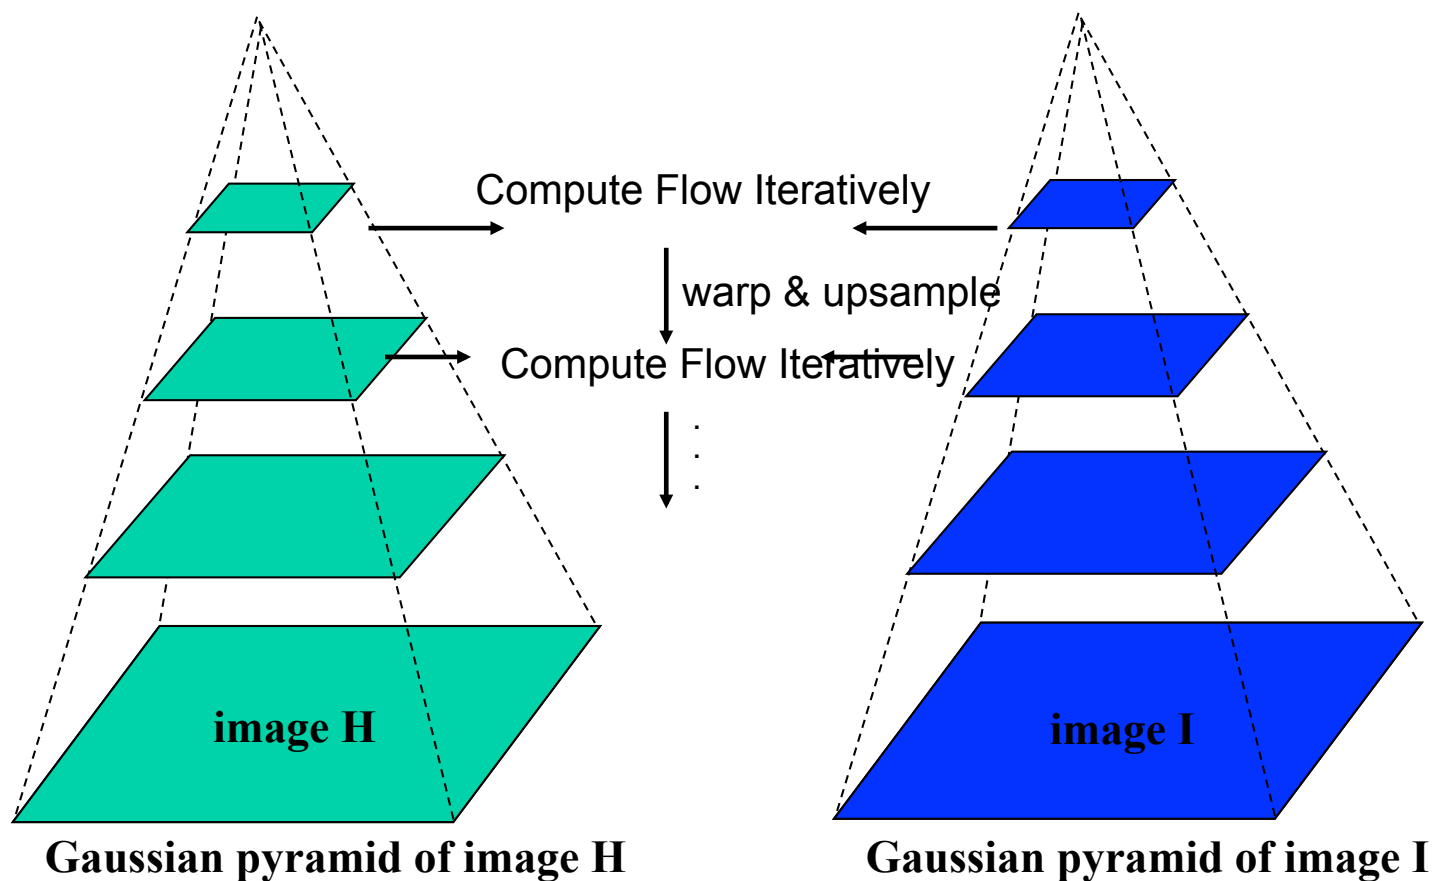 Compute Flow Iteratively
warp & upsample
Compute Flow Iteratively
.
.
.
image H
image I
Gaussian pyramid of image H
Gaussian pyramid of image I